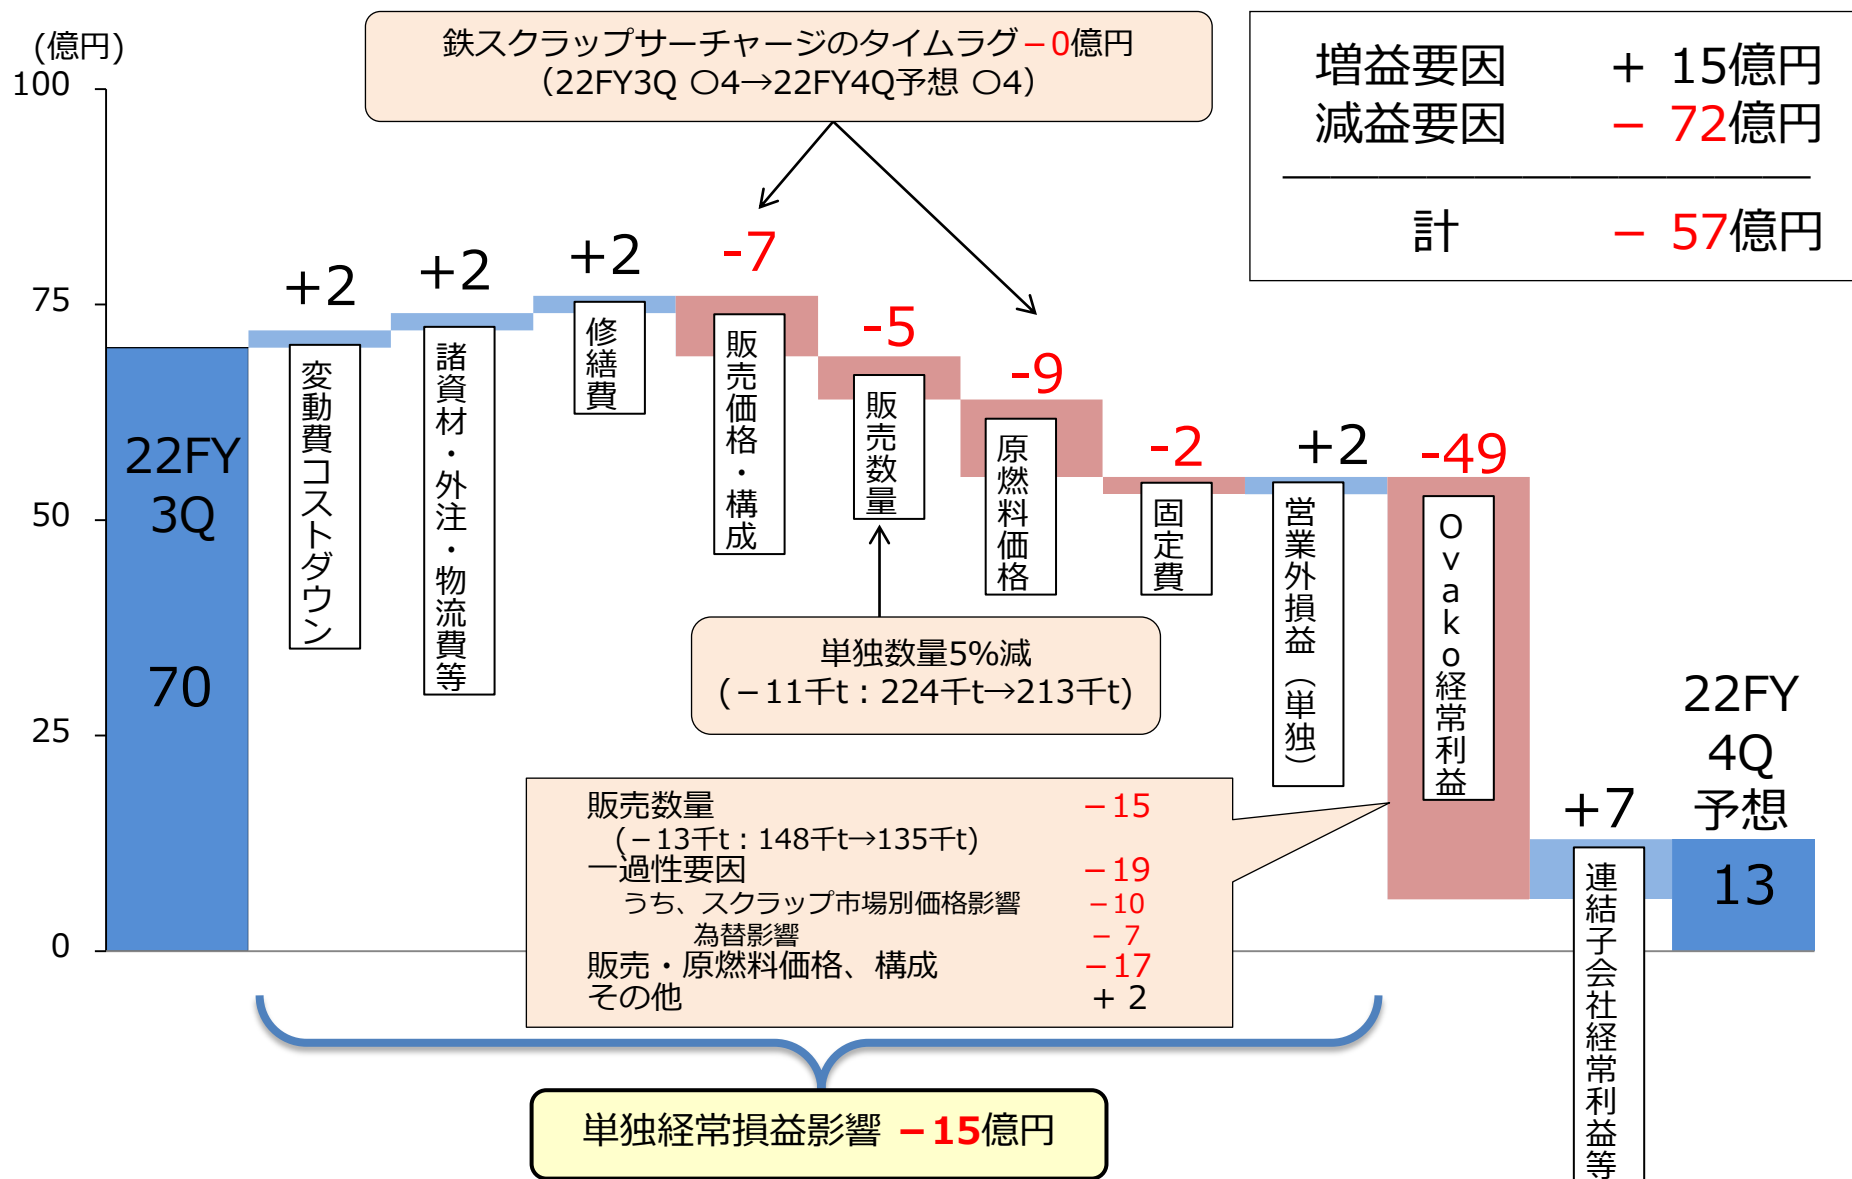 (億円)
100
75
50
25
0
鉄スクラップサーチャージのタイムラグ−0億円
（22FY3Q 〇4→22FY4Q予想 〇4）
増益要因 + 15億円
減益要因 − 72億円
計 − 57億円
22FY
3Q
70
+2
変動費コストダウン
+2
諸資材・外注・物流費等
+2
修繕費
-7
販売価格・構成
-5
販売数量
-9
原燃料価格
-2
固定費
+2
営業外損益（単独）
-49
Ovako経常利益
+7
連結子会社経常利益等
22FY
4Q
予想
13
単独数量5%減
(−11千t：224千t→213千t)
販売数量 −15
(−13千t：148千t→135千t)
一過性要因 −19
うち、スクラップ市場別価格影響 −10
為替影響 − 7
販売・原燃料価格、構成 −17
その他 + 2
単独経常損益影響 −15億円